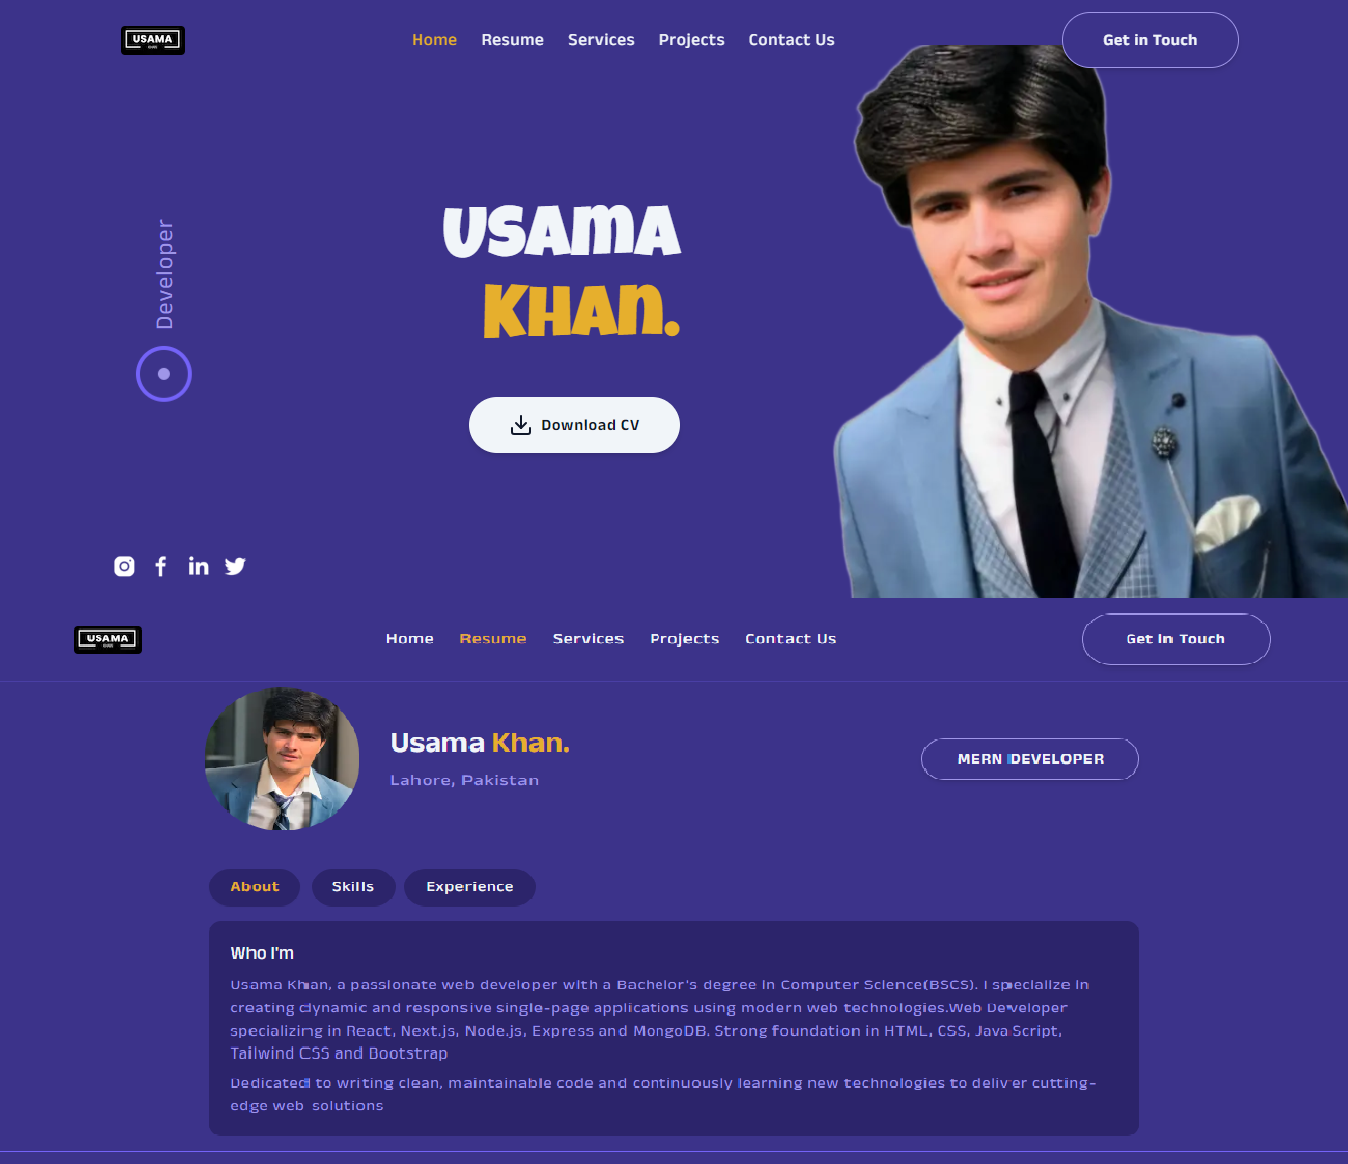 USAMA
KHAN
Home Resume Services Projects Contact Us
Get in Touch
Developer
USAMA
KHAN.
Download CV
USAMA
KHAN
Home Resume Services Projects Contact Us
Get In Touch
Usama Khan.
Lahore, Pakistan
MERN DEVELOPER
About Skills Experience
Who I'm
Usama Khan, a passionate web developer with a Bachelor's degree in Computer Science(BSCS). I specialize in
creating dynamic and responsive single-page applications using modern web technologies.Web Developer
specializing in React, Next.js, Node.js, Express and MongoDB. Strong foundation in HTML, CSS, Java Script,
Tailwind CSS and Bootstrap
Dedicated to writing clean, maintainable code and continuously learning new technologies to deliver cutting-
edge web solutions